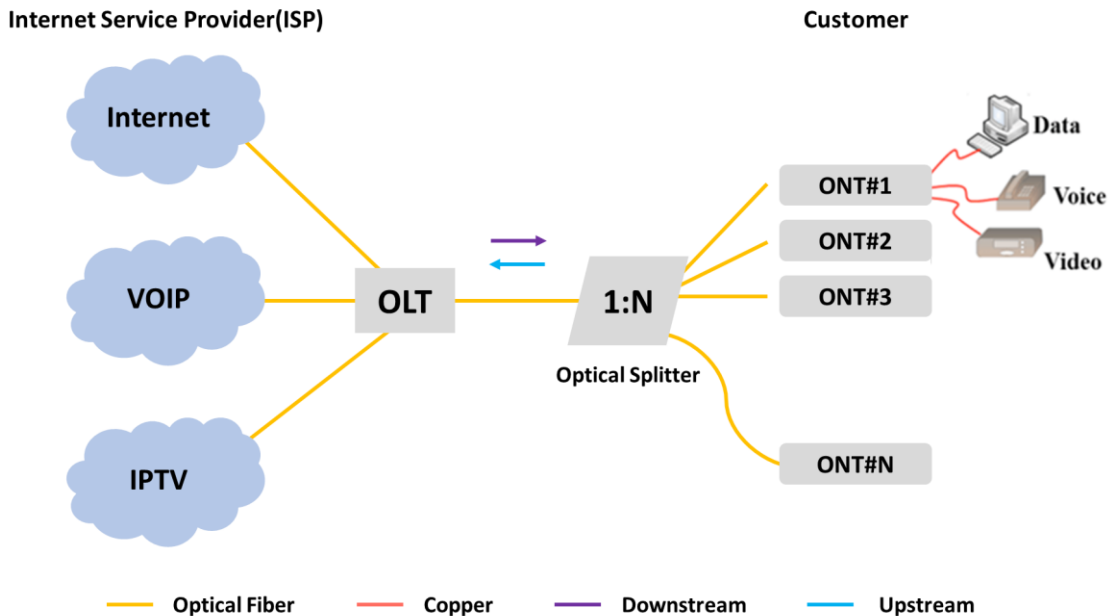 Internet Service Provider(ISP)
Customer
Internet
Data
ONT#1
Voice
ONT#2
Video
VOIP
OLT
1:N
ONT#3
Optical Splitter
IPTV
ONT#N
Optical Fiber
Copper
Downstream
Upstream